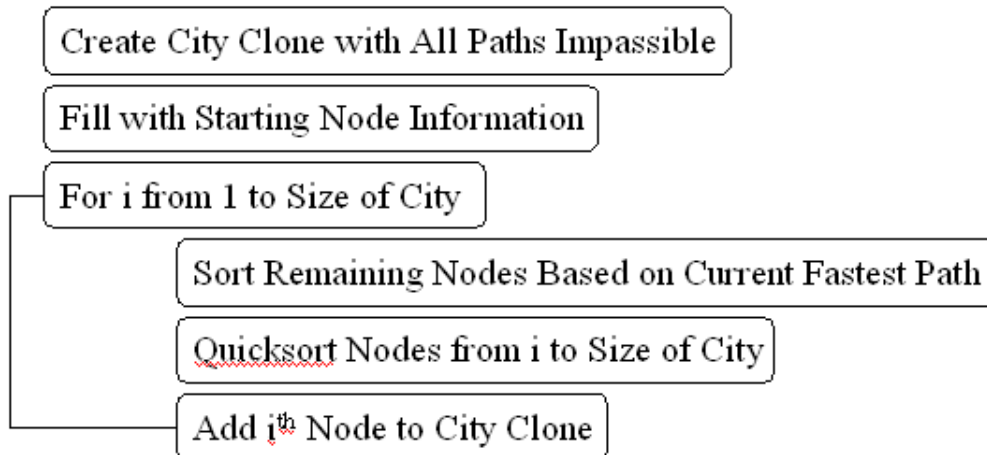 Create City Clone with All Paths Impassible
Fill with Starting Node Information
For i from 1 to Size of City
Sort Remaining Nodes Based on Current Fastest Path
Quicksort Nodes from i to Size of City
Add iᵗʰ Node to City Clone